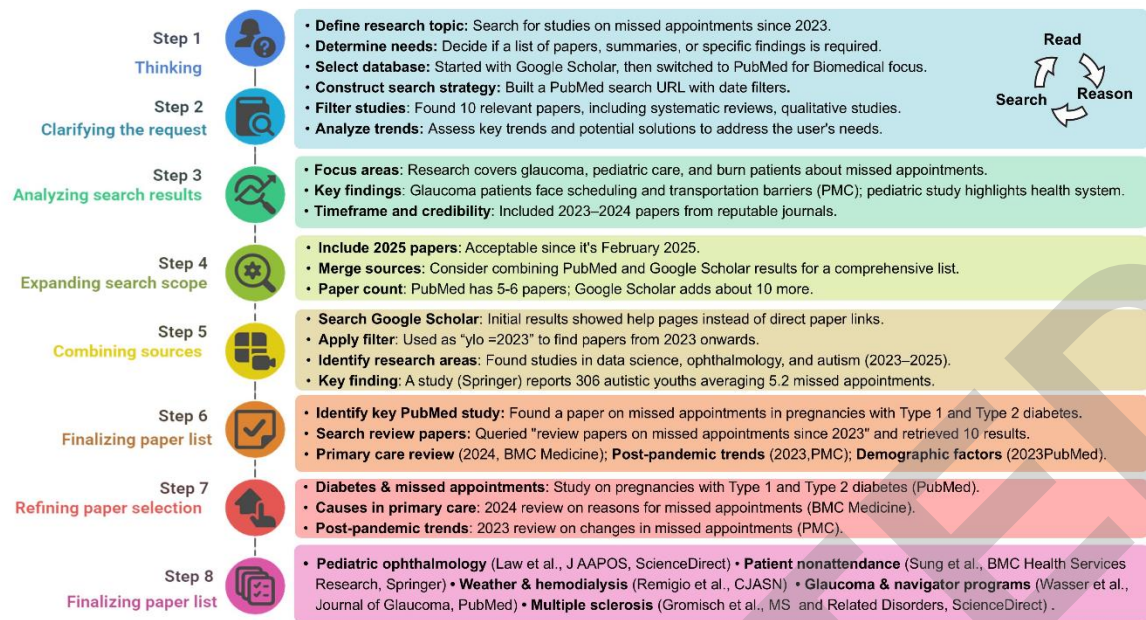 Step 1
Thinking
Step 2
Clarifying the request
• Define research topic: Search for studies on missed appointments since 2023.
• Determine needs: Decide if a list of papers, summaries, or specific findings is required.
• Select database: Started with Google Scholar, then switched to PubMed for Biomedical focus.
• Construct search strategy: Built a PubMed search URL with date filters.
• Filter studies: Found 10 relevant papers, including systematic reviews, qualitative studies.
• Analyze trends: Assess key trends and potential solutions to address the user's needs.
Read
Reason
Search
Step 3
Analyzing search results
• Focus areas: Research covers glaucoma, pediatric care, and burn patients about missed appointments.
• Key findings: Glaucoma patients face scheduling and transportation barriers (PMC); pediatric study highlights health system.
• Timeframe and credibility: Included 2023–2024 papers from reputable journals.
Step 4
Expanding search scope
• Include 2025 papers: Acceptable since it's February 2025.
• Merge sources: Consider combining PubMed and Google Scholar results for a comprehensive list.
• Paper count: PubMed has 5-6 papers; Google Scholar adds about 10 more.
Step 5
Combining sources
• Search Google Scholar: Initial results showed help pages instead of direct paper links.
• Apply filter: Used as “ylo =2023” to find papers from 2023 onwards.
• Identify research areas: Found studies in data science, ophthalmology, and autism (2023–2025).
• Key finding: A study (Springer) reports 306 autistic youths averaging 5.2 missed appointments.
Step 6
Finalizing paper list
• Identify key PubMed study: Found a paper on missed appointments in pregnancies with Type 1 and Type 2 diabetes.
• Search review papers: Queried "review papers on missed appointments since 2023" and retrieved 10 results.
• Primary care review (2024, BMC Medicine); Post-pandemic trends (2023,PMC); Demographic factors (2023PubMed).
Step 7
Refining paper selection
• Diabetes & missed appointments: Study on pregnancies with Type 1 and Type 2 diabetes (PubMed).
• Causes in primary care: 2024 review on reasons for missed appointments (BMC Medicine).
• Post-pandemic trends: 2023 review on changes in missed appointments (PMC).
Step 8
Finalizing paper list
• Pediatric ophthalmology (Law et al., J AAPOS, ScienceDirect) • Patient nonattendance (Sung et al., BMC Health Services
Research, Springer) • Weather & hemodialysis (Remigio et al., CJASN) • Glaucoma & navigator programs (Wasser et al.,
Journal of Glaucoma, PubMed) • Multiple sclerosis (Gromisch et al., MS and Related Disorders, ScienceDirect) .